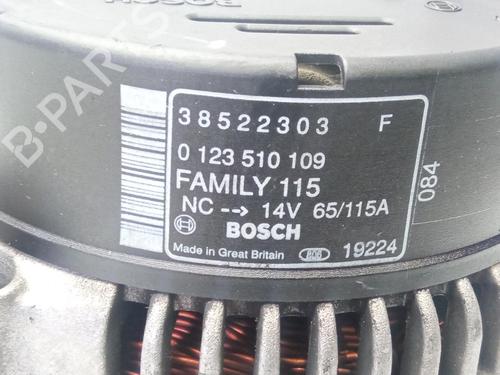 BOSCH
B-PARTS
38522303 F
0 123 510 109
FAMILY 115
NC --> 14V 65/115A
BOSCH
Made in Great Britain 19224
084